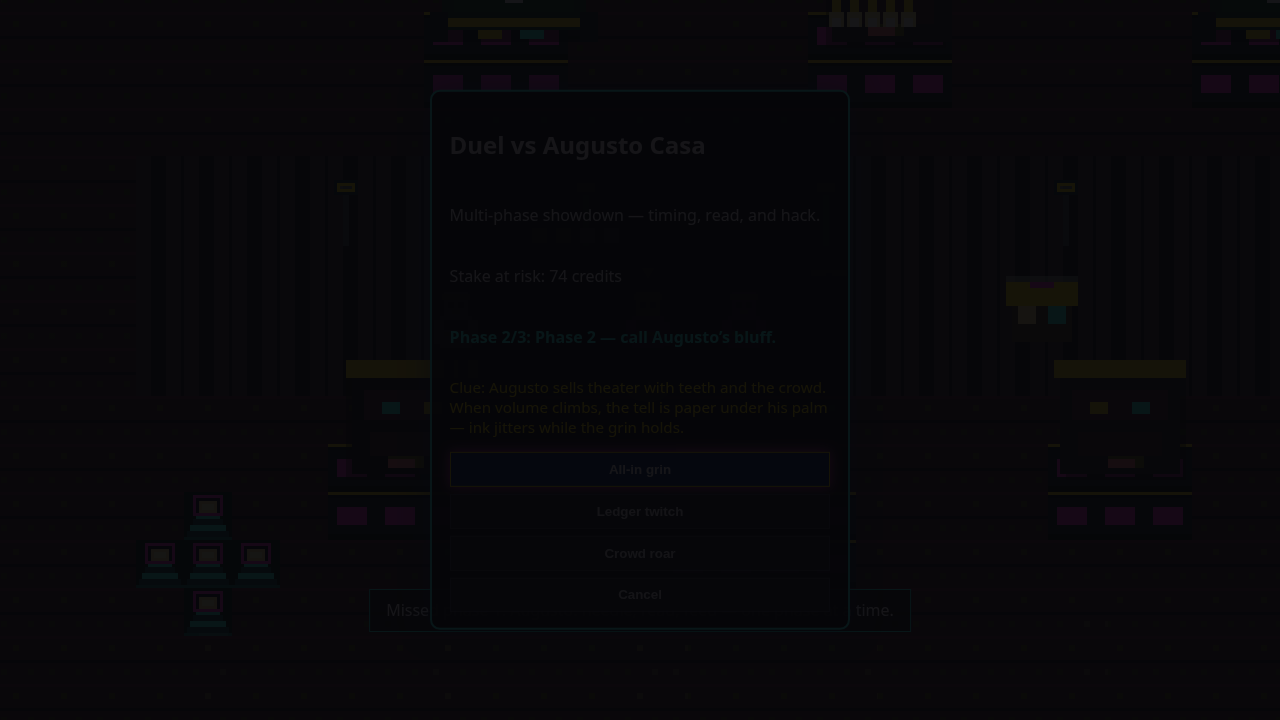 Duel vs Augusto Casa
Multi-phase showdown — timing, read, and hack.
Stake at risk: 74 credits
Phase 2/3: Phase 2 — call Augusto's bluff.
Clue: Augusto sells theater with teeth and the crowd.
When volume climbs, the tell is paper under his palm
— ink jitters while the grin holds.
All-in grin
Ledger twitch
Crowd roar
Cancel
Misse
time.